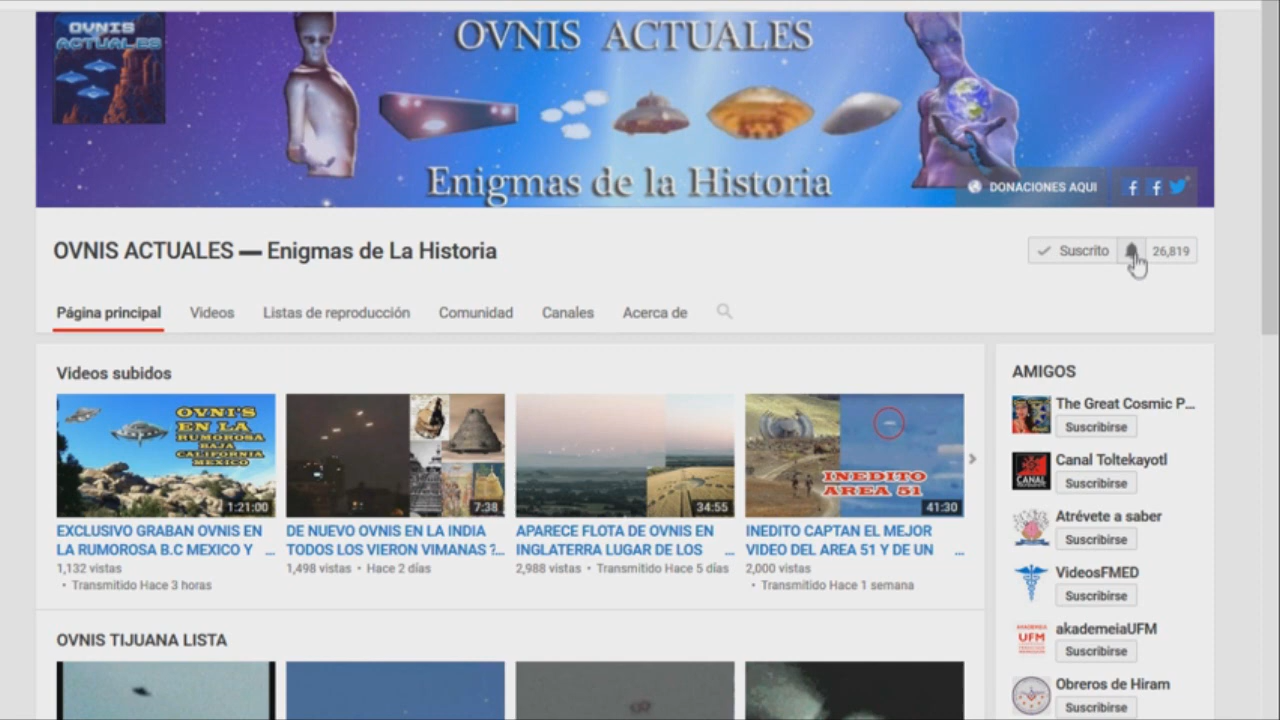 OVNIS
ACTUALES
OVNIS ACTUALES
Enigmas de la Historia
DONACIONES AQUI
OVNIS ACTUALES — Enigmas de La Historia
Suscrito
26,819
Página principal
Videos
Listas de reproducción
Comunidad
Canales
Acerca de
Videos subidos
OVNI'S
EN LA
RUMOROSA
BAJA
CALIFORNIA
MEXICO
1:21:00
EXCLUSIVO GRABAN OVNIS EN
LA RUMOROSA B.C MEXICO Y ...
1,132 vistas
• Transmitido Hace 3 horas
7:38
DE NUEVO OVNIS EN LA INDIA
TODOS LOS VIERON VIMANAS ?...
1,498 vistas • Hace 2 días
34:55
APARECE FLOTA DE OVNIS EN
INGLATERRA LUGAR DE LOS ...
2,988 vistas • Transmitido Hace 5 días
INEDITO
AREA 51
41:30
INEDITO CAPTAN EL MEJOR
VIDEO DEL AREA 51 Y DE UN ...
2,000 vistas
• Transmitido Hace 1 semana
OVNIS TIJUANA LISTA
AMIGOS
The Great Cosmic P...
Suscribirse
CANAL
Canal Toltekayotl
Suscribirse
Atrévete a saber
Suscribirse
VideosFMED
Suscribirse
UFM
akademeiaUFM
Suscribirse
Obreros de Hiram
Suscribirse